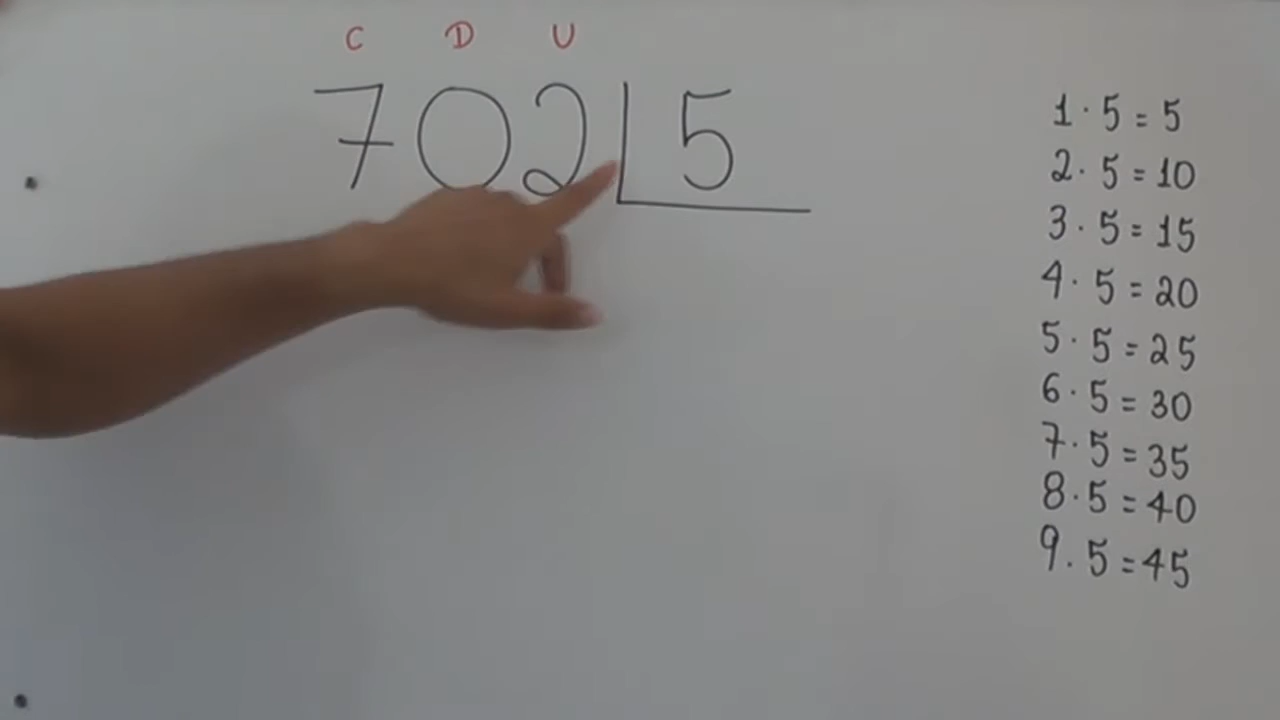 C D U
702 5
1 · 5 = 5
2 · 5 = 10
3 · 5 = 15
4 · 5 = 20
5 · 5 = 25
6 · 5 = 30
7 · 5 = 35
8 · 5 = 40
9 . 5 = 45